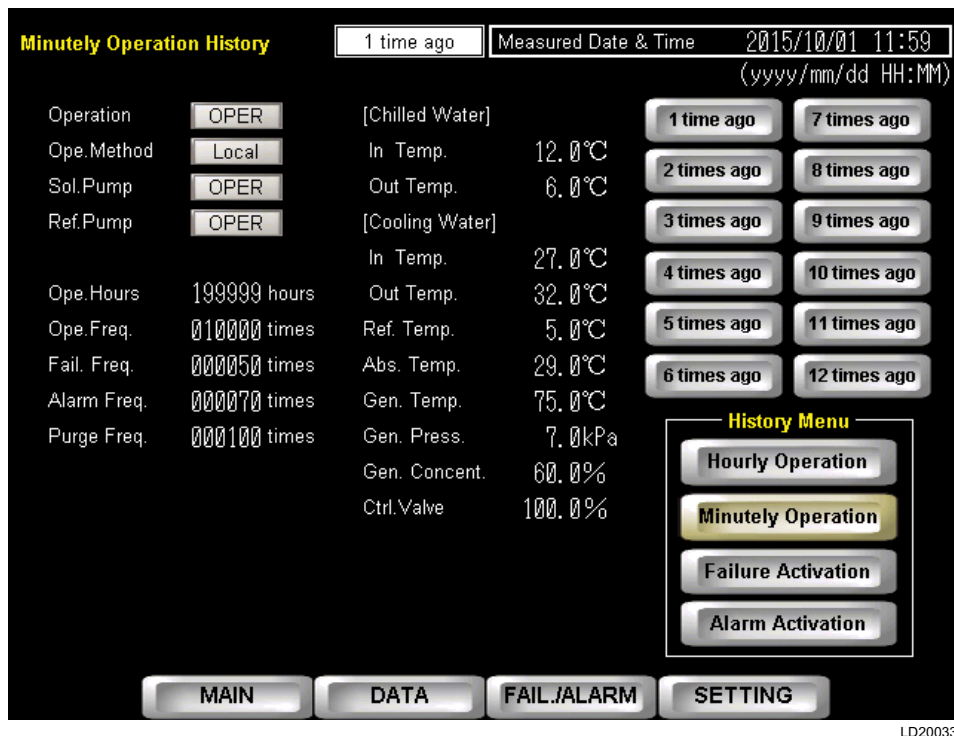 Minutely Operation History 1 time ago Measured Date & Time 2015/10/01 11:59
(yyyy/mm/dd HH:MM)
Operation OPER [Chilled Water] 1 time ago 7 times ago
Ope.Method Local In Temp. 12.0℃ 2 times ago 8 times ago
Sol.Pump OPER Out Temp. 6.0℃
Ref.Pump OPER [Cooling Water] 3 times ago 9 times ago
In Temp. 27.0℃ 4 times ago 10 times ago
Ope.Hours 199999 hours Out Temp. 32.0℃
Ope.Freq. 010000 times Ref. Temp. 5.0℃ 5 times ago 11 times ago
Fail. Freq. 000050 times Abs. Temp. 29.0℃ 6 times ago 12 times ago
Alarm Freq. 000070 times Gen. Temp. 75.0℃
History Menu
Purge Freq. 000100 times Gen. Press. 7.0kPa
Hourly Operation
Gen. Concent. 60.0%
Ctrl.Valve 100.0% Minutely Operation
Failure Activation
Alarm Activation
MAIN DATA FAIL./ALARM SETTING
LD20033